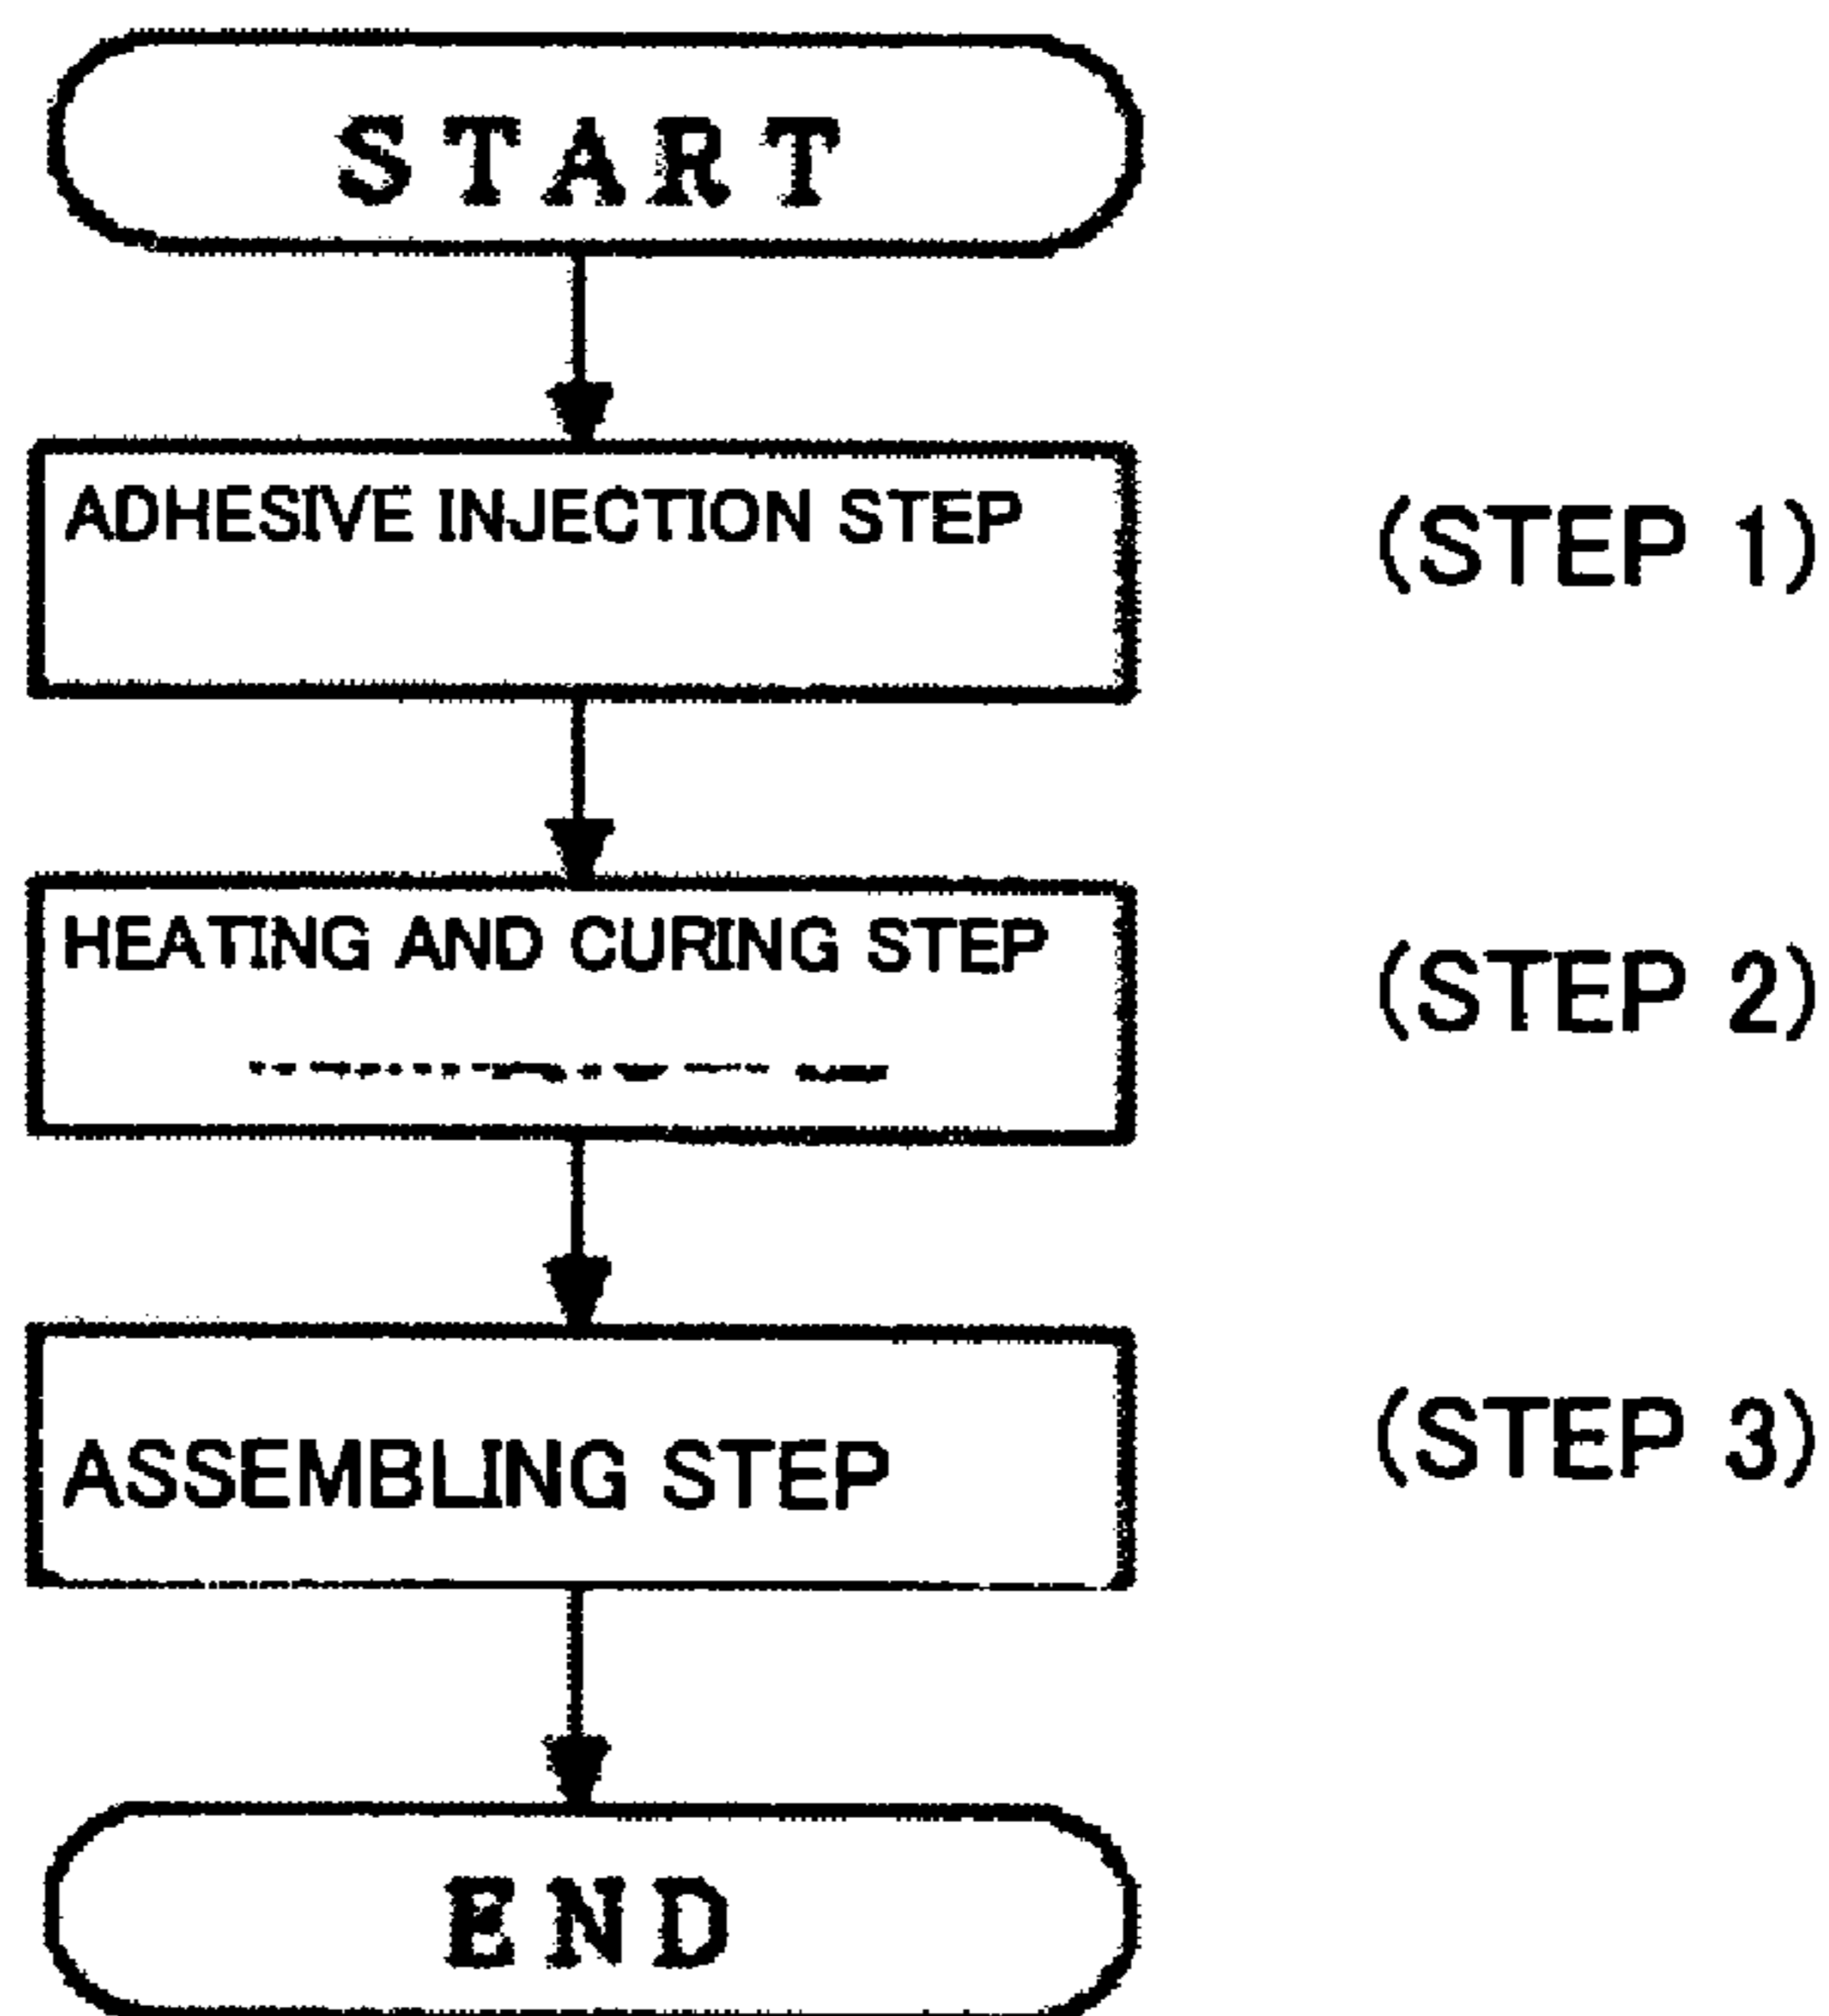 START
ADHESIVE INJECTION STEP
(STEP 1)
HEATING AND CURING STEP
(STEP 2)
ASSEMBLING STEP
(STEP 3)
END